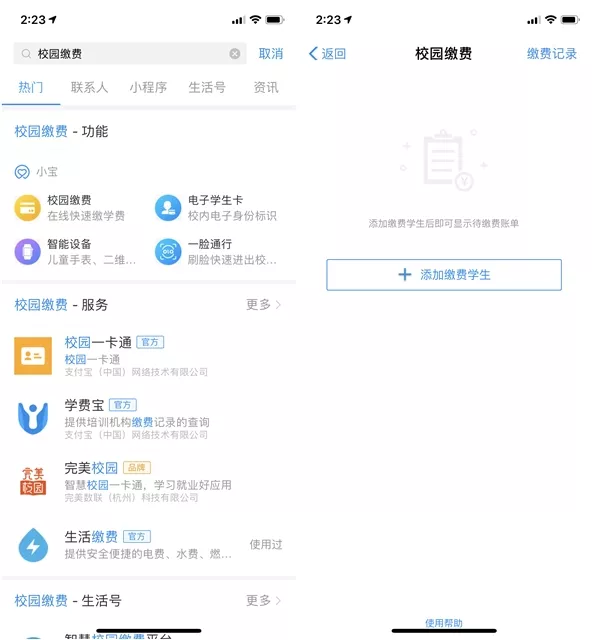 2:23
校园缴费
取消
热门 联系人 小程序 生活号 资讯
校园缴费 - 功能
小宝
校园缴费
在线快速缴学费
电子学生卡
校内电子身份标识
智能设备
儿童手表、二维...
一脸通行
刷脸快速进出校...
校园缴费 - 服务
更多
校园一卡通 官方
校园一卡通
支付宝（中国）网络技术有限公司
学费宝 官方
提供培训机构缴费记录的查询
支付宝（中国）网络技术有限公司
完美校园
完美校园 品牌
智慧校园一卡通，学习就业好应用
完美数联（杭州）科技有限公司
生活缴费 官方
提供安全便捷的电费、水费、燃...
使用过
校园缴费 - 生活号
更多
智慧校园缴费平台
2:23
返回
校园缴费
缴费记录
¥
添加缴费学生后即可显示待缴费账单
+ 添加缴费学生
使用帮助